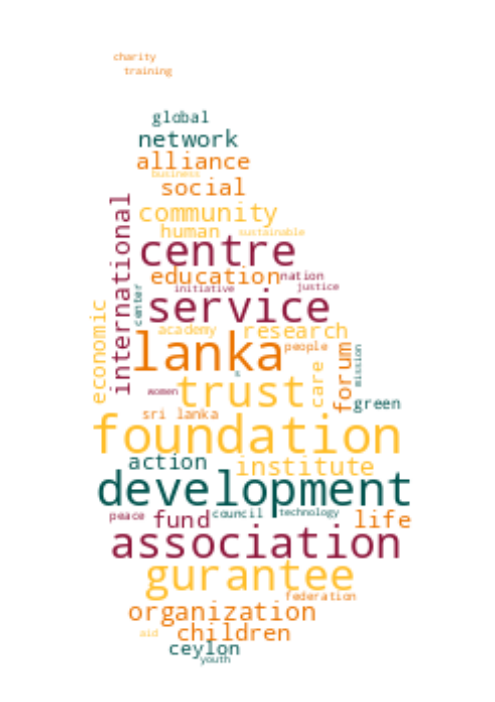 charity
training
global
network
alliance
business
social
international
community
human sustainable
centre
education nation
center initiative justice
service
economic
academy research
lanka people
forum mission
women trust care
sri lanka green
foundation
action institute
development
peace fund council technology life
association
gurantee
federation
organization
aid children
ceylon
youth